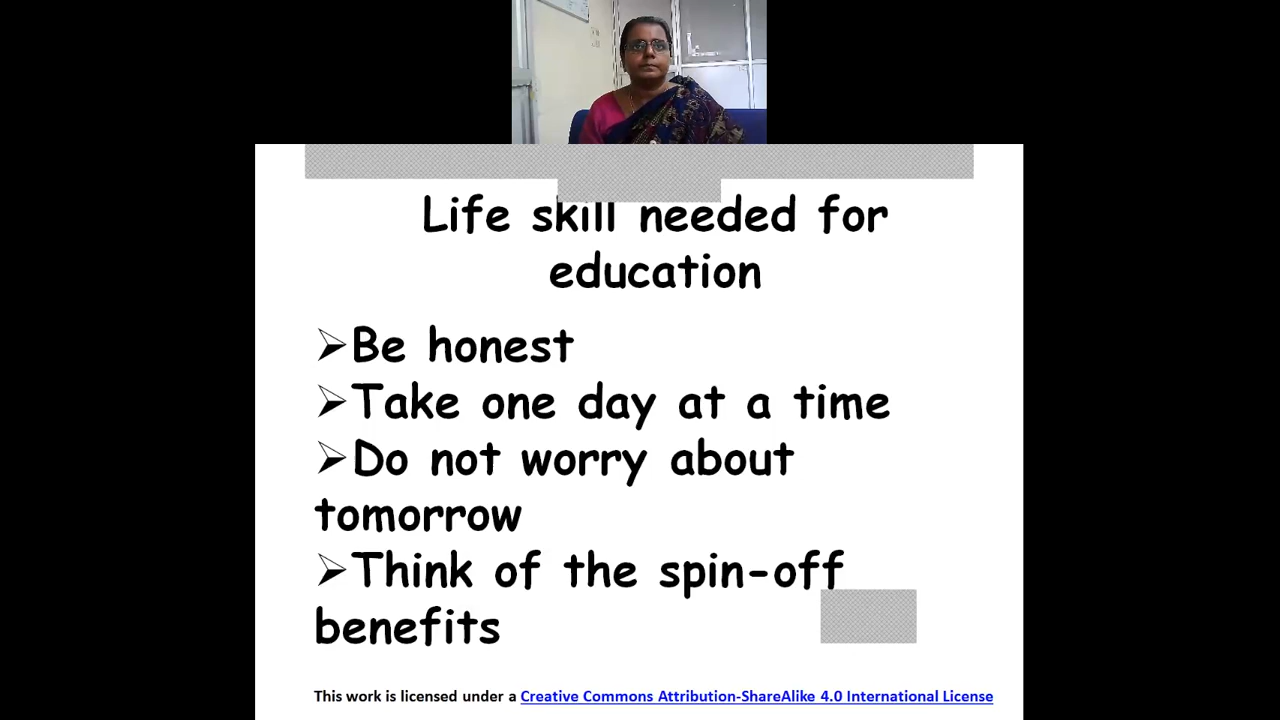 Life skill needed for
education
➢Be honest
➢Take one day at a time
➢Do not worry about
tomorrow
➢Think of the spin-off
benefits
This work is licensed under a Creative Commons Attribution-ShareAlike 4.0 International License